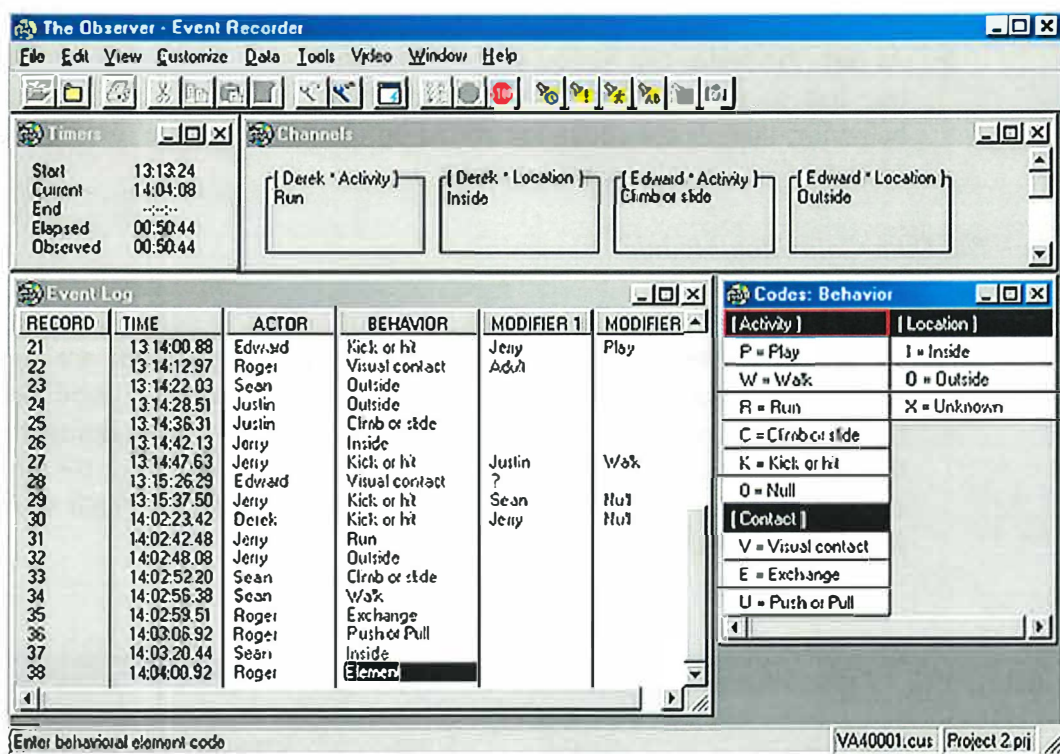 The Observer - Event Recorder
File Edit View Customize Data Tools Video Window Help
STOP
Timers
Start 13:13:24
Current 14:04:08
End --:--:--
Elapsed 00:50:44
Observed 00:50:44
Channels
[ Derek * Activity ] [ Derek * Location ] [ Edward * Activity ] [ Edward * Location ]
Run Inside Climb or slide Outside
Event Log
RECORD TIME ACTOR BEHAVIOR MODIFIER 1 MODIFIER
21 13:14:00.88 Edward Kick or hit Jerry Play
22 13:14:12.97 Roger Visual contact Adult
23 13:14:22.03 Sean Outside
24 13:14:28.51 Justin Outside
25 13:14:36.31 Justin Climb or slide
26 13:14:42.13 Jerry Inside
27 13:14:47.63 Jerry Kick or hit Justin Walk
28 13:15:26.29 Edward Visual contact ?
29 13:15:37.50 Jerry Kick or hit Sean Null
30 14:02:23.42 Derek Kick or hit Jerry Null
31 14:02:42.48 Jerry Run
32 14:02:48.08 Jerry Outside
33 14:02:52.20 Sean Climb or slide
34 14:02:56.38 Sean Walk
35 14:02:59.51 Roger Exchange
36 14:03:06.92 Roger Push or Pull
37 14:03:20.44 Sean Inside
38 14:04:00.92 Roger Element
Codes: Behavior
[ Activity ] [ Location ]
P = Play I = Inside
W = Walk O = Outside
R = Run X = Unknown
C = Climb or slide
K = Kick or hit
0 = Null
[ Contact ]
V = Visual contact
E = Exchange
U = Push or Pull
Enter behavioral element code VA40001.cus Project 2.prj